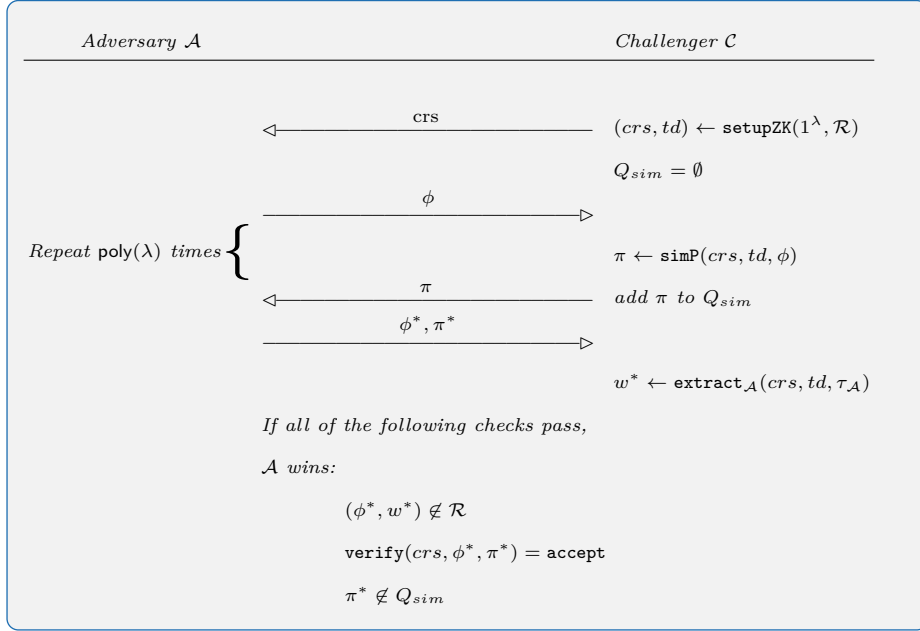 Adversary 𝒜 Challenger 𝒞
crs (crs, td) ← setupZK(1^λ, ℛ)
Q_sim = ∅
ϕ
Repeat poly(λ) times { π ← simP(crs, td, ϕ)
π add π to Q_sim
ϕ*, π*
w* ← extract_𝒜(crs, td, τ_𝒜)
If all of the following checks pass,
𝒜 wins:
(ϕ*, w*) ∉ ℛ
verify(crs, ϕ*, π*) = accept
π* ∉ Q_sim